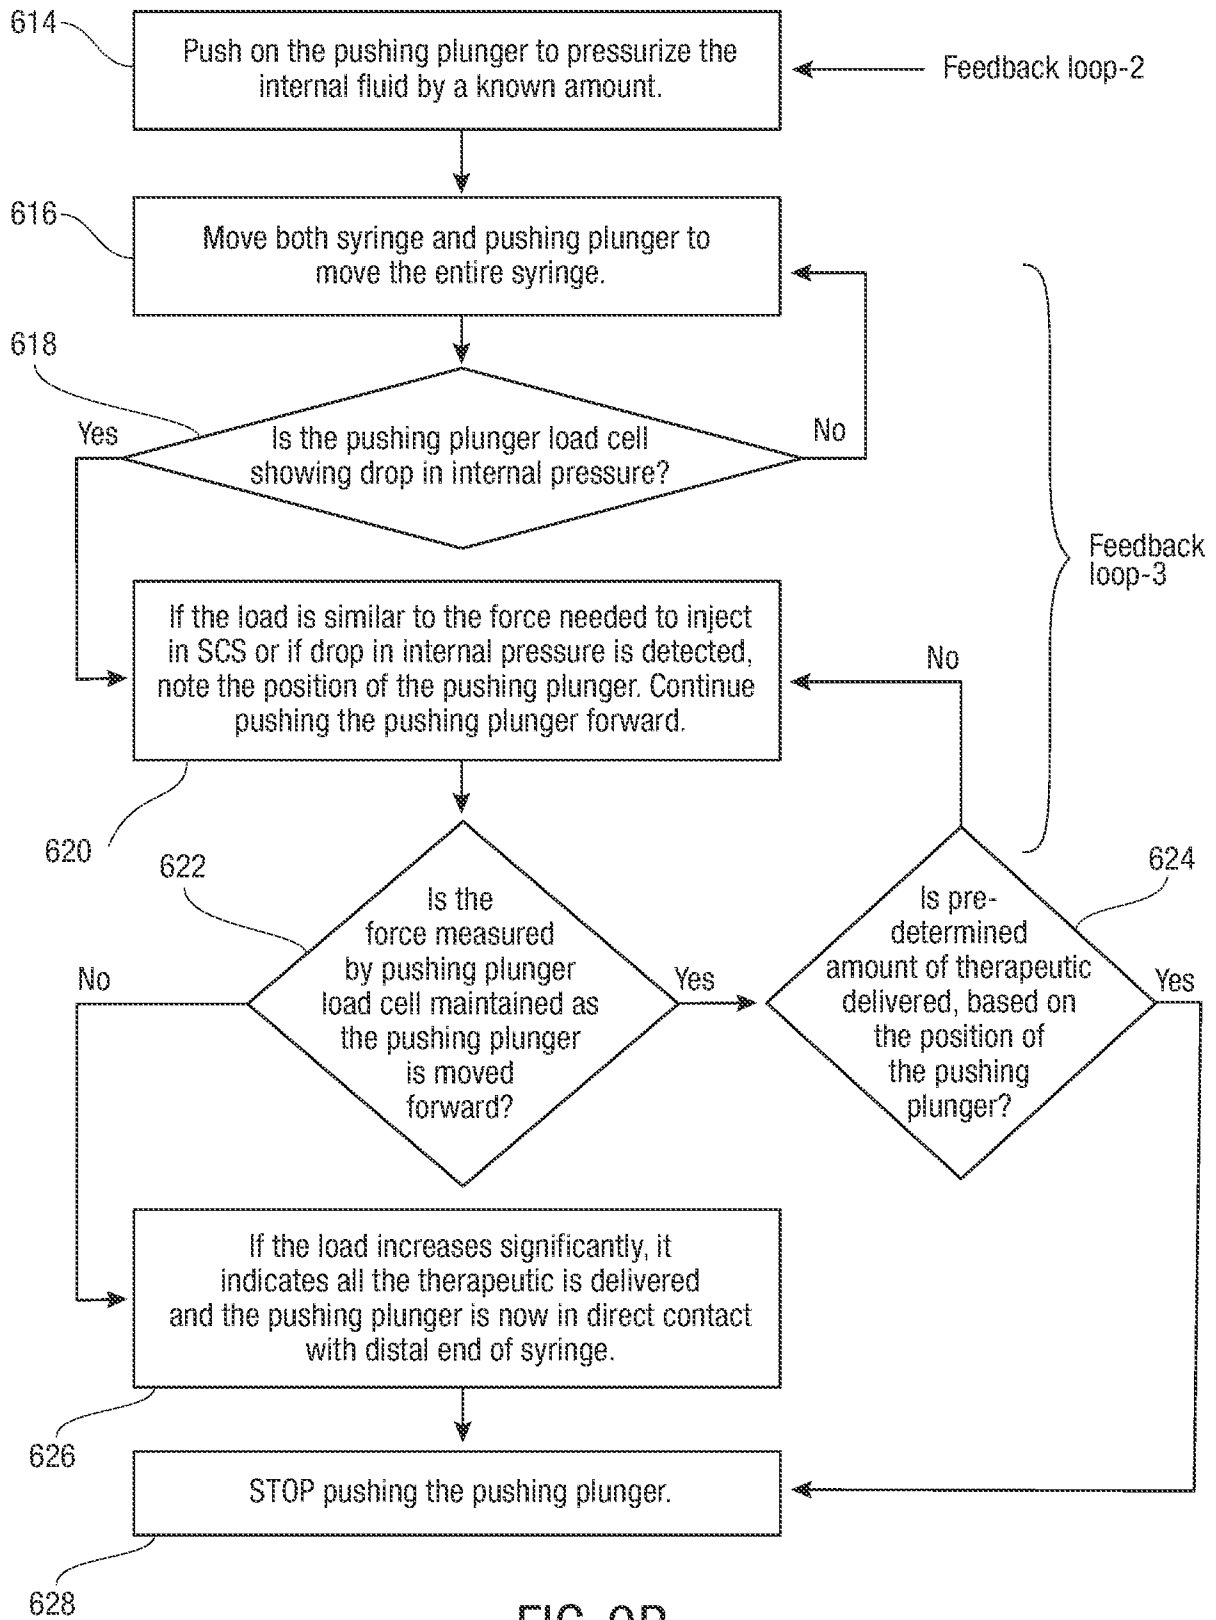 614
Push on the pushing plunger to pressurize the
internal fluid by a known amount.
Feedback loop-2
616
Move both syringe and pushing plunger to
move the entire syringe.
618
Yes
Is the pushing plunger load cell
showing drop in internal pressure?
No
Feedback
loop-3
If the load is similar to the force needed to inject
in SCS or if drop in internal pressure is detected,
note the position of the pushing plunger. Continue
pushing the pushing plunger forward.
No
620
622
624
Is the
force measured
by pushing plunger
load cell maintained as
the pushing plunger
is moved
forward?
No
Yes
Is pre-
determined
amount of therapeutic
delivered, based on
the position of
the pushing
plunger?
Yes
If the load increases significantly, it
indicates all the therapeutic is delivered
and the pushing plunger is now in direct contact
with distal end of syringe.
626
STOP pushing the pushing plunger.
628